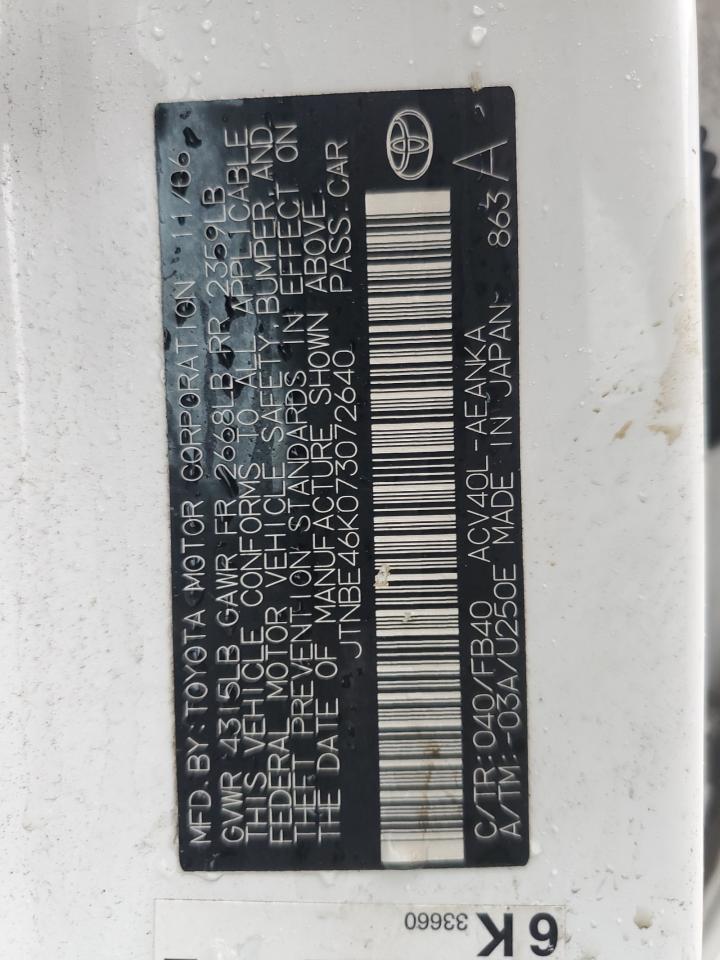 MFD. BY: TOYOTA MOTOR CORPORATION 11/06
GVWR 4315LB GAWR FR 2668LB RR 2359LB
THIS VEHICLE CONFORMS TO ALL APPLICABLE
FEDERAL MOTOR VEHICLE SAFETY, BUMPER, AND
THEFT PREVENTION STANDARDS IN EFFECT ON
THE DATE OF MANUFACTURE SHOWN ABOVE.
JTNBE46K073072640 PASS. CAR
C/TR: 040/FB40 ACV40L-AEANKA
A/TM: -03A/U250E MADE IN JAPAN 863 A
6K
33660